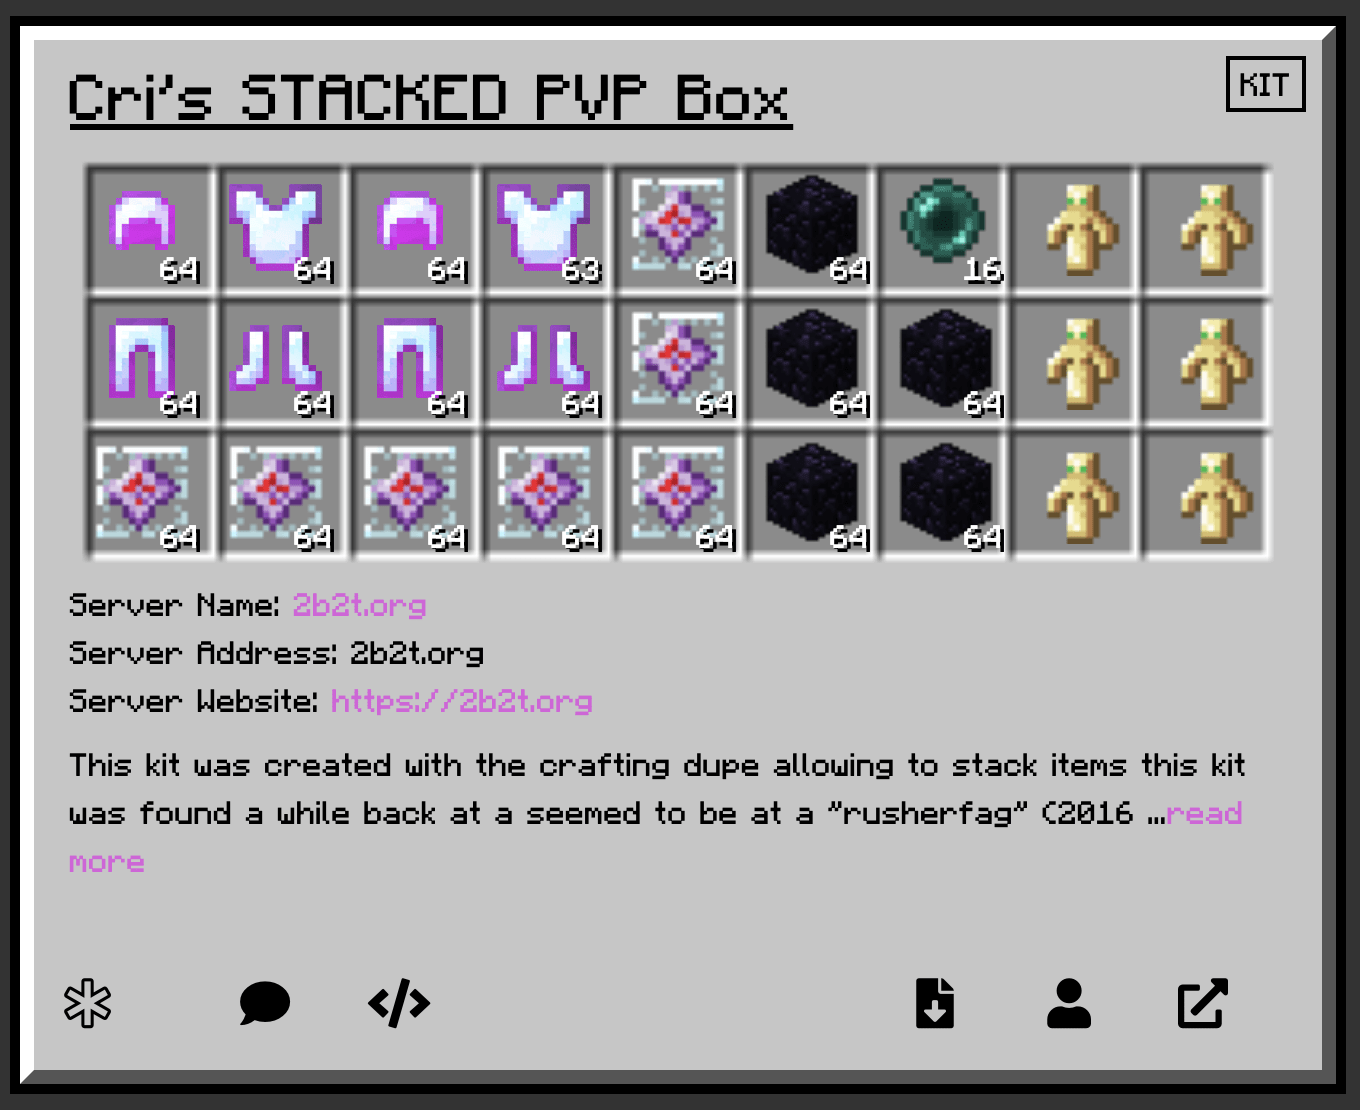 Cri's STACKED PVP Box
KIT
64 64 64 63 64 64 16
64 64 64 64 64 64 64
64 64 64 64 64 64 64
Server Name: 2b2t.org
Server Address: 2b2t.org
Server Website: https://2b2t.org
This kit was created with the crafting dupe allowing to stack items this kit
was found a while back at a seemed to be at a "rusherfag" (2016 ...read
more